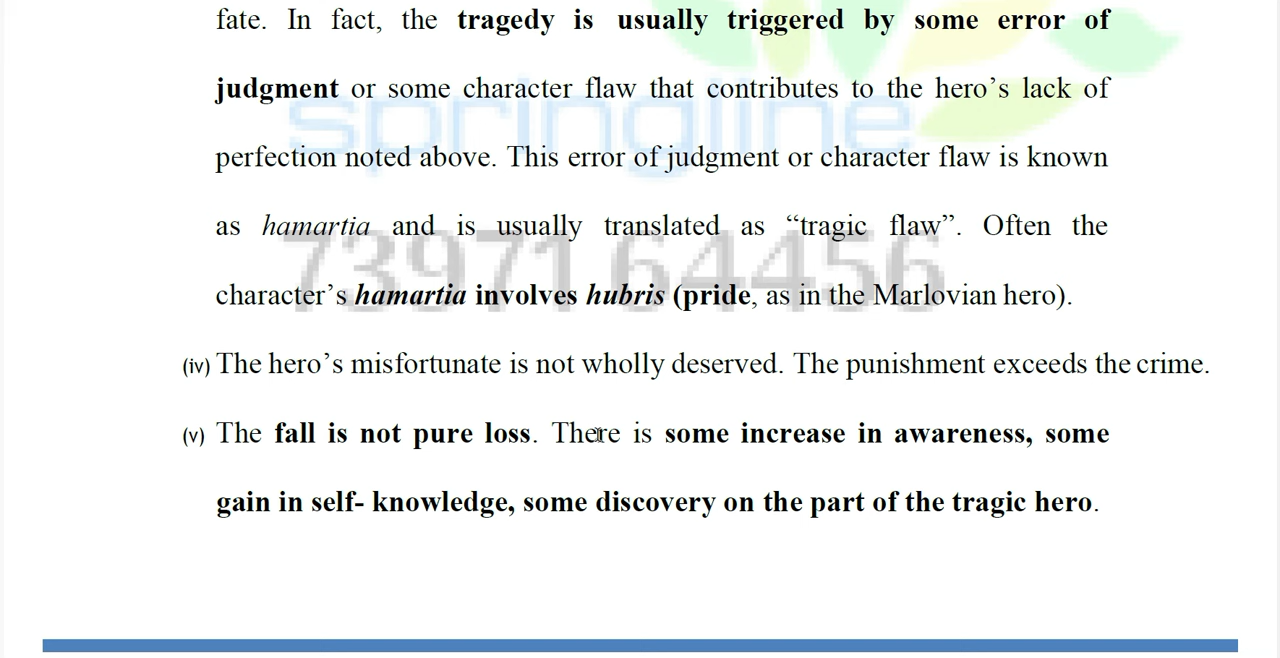 fate. In fact, the tragedy is usually triggered by some error of
judgment or some character flaw that contributes to the hero’s lack of
springline
perfection noted above. This error of judgment or character flaw is known
as hamartia and is usually translated as “tragic flaw”. Often the
73971 64456
character’s hamartia involves hubris (pride, as in the Marlovian hero).
(iv) The hero’s misfortunate is not wholly deserved. The punishment exceeds the crime.
(v) The fall is not pure loss. There is some increase in awareness, some
gain in self- knowledge, some discovery on the part of the tragic hero.